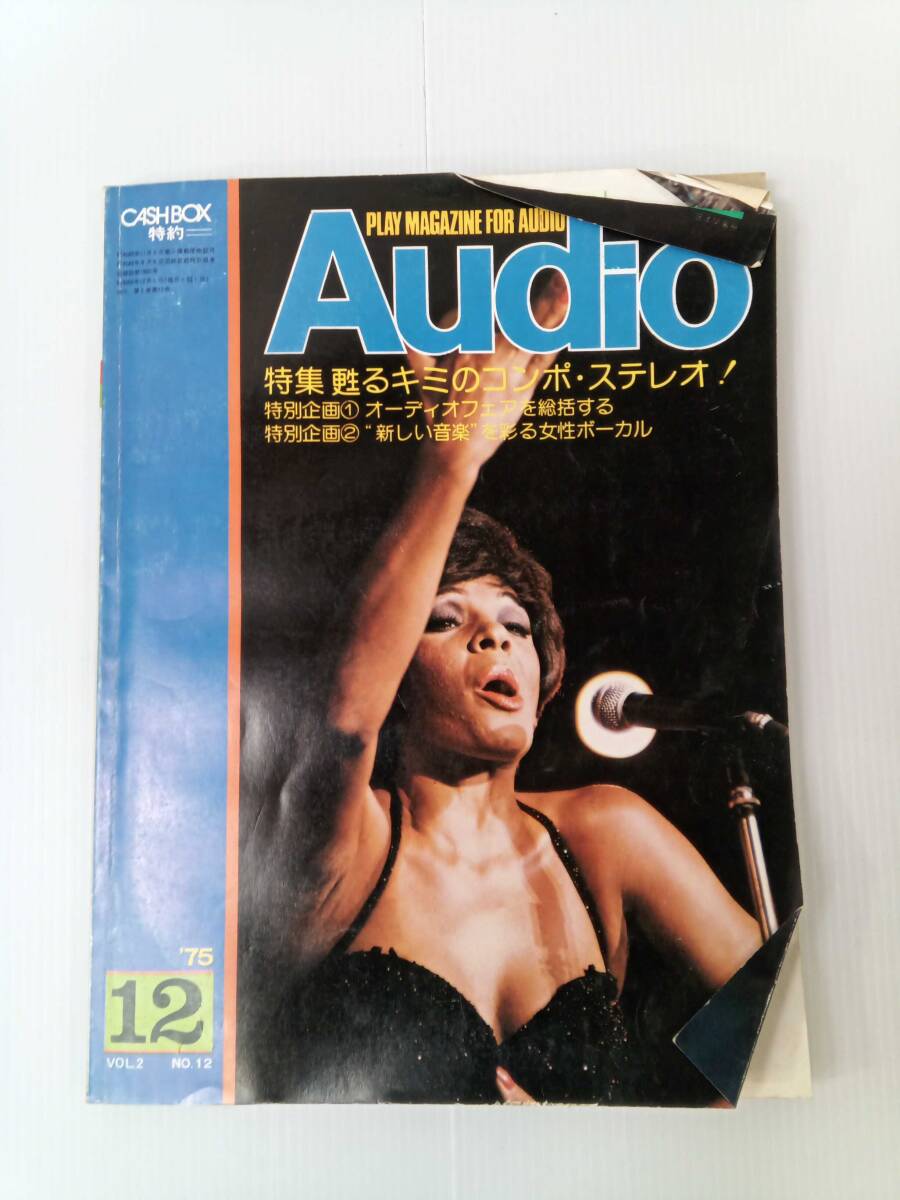 CASH BOX
特約
PLAY MAGAZINE FOR AUDIO
Audio
特集 甦るキミのコンポ・ステレオ!
特別企画① オーディオフェアを総括する
特別企画② “新しい音楽”を彩る女性ボーカル
'75
12
VOL.2 NO.12